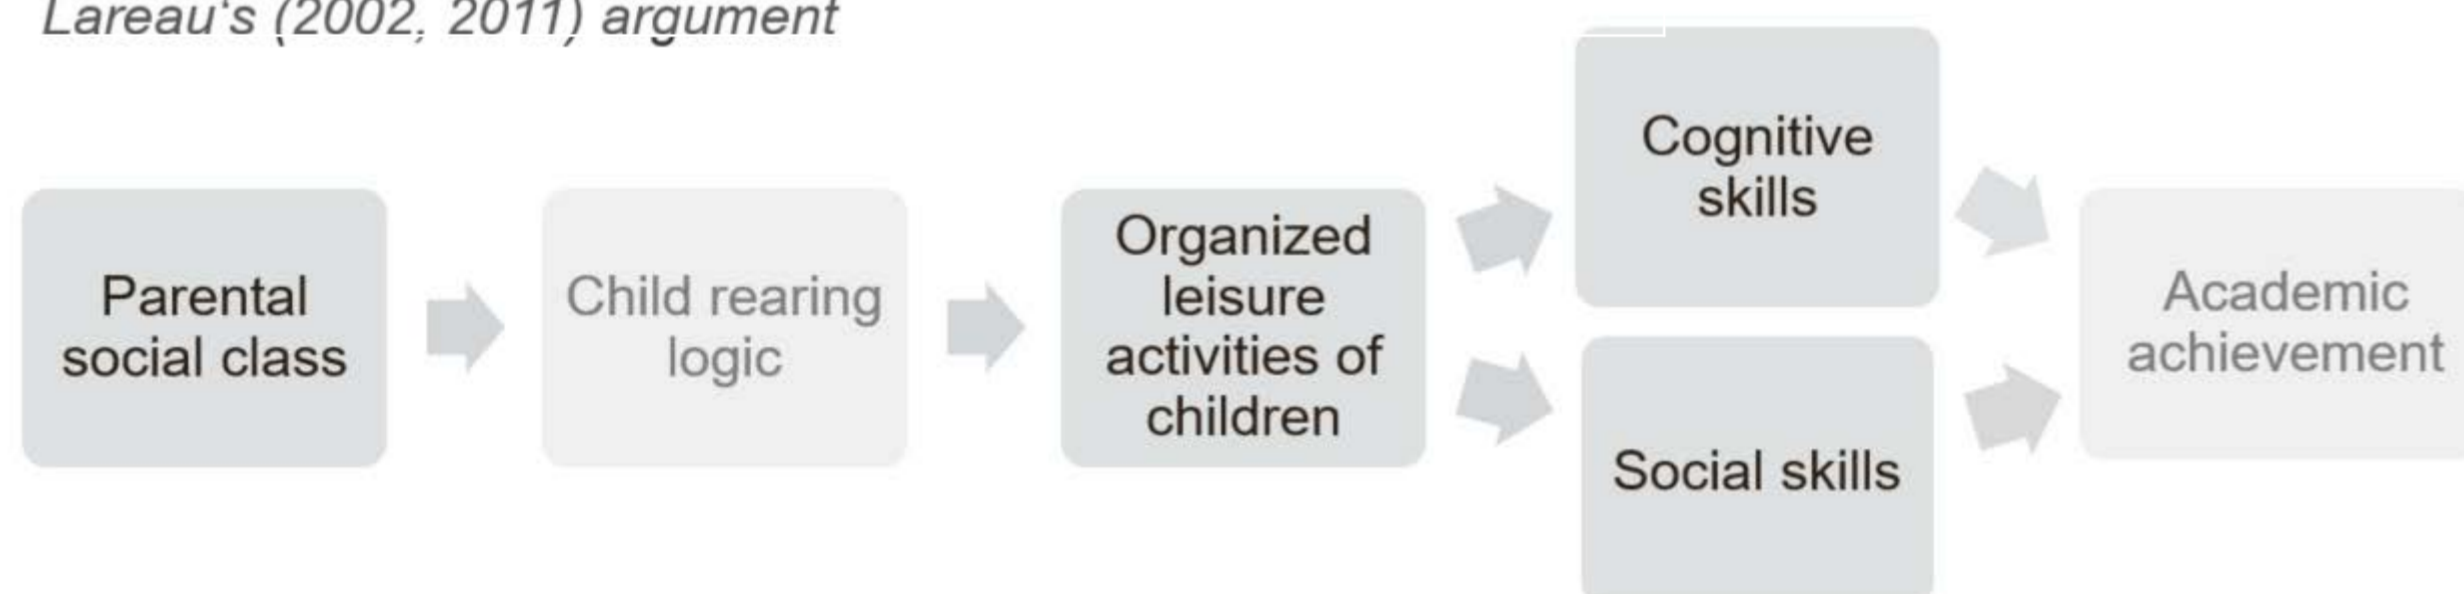 Lareau‘s (2002, 2011) argument
Parental
social class
Child rearing
logic
Organized
leisure
activities of
children
Cognitive
skills
Social skills
Academic
achievement